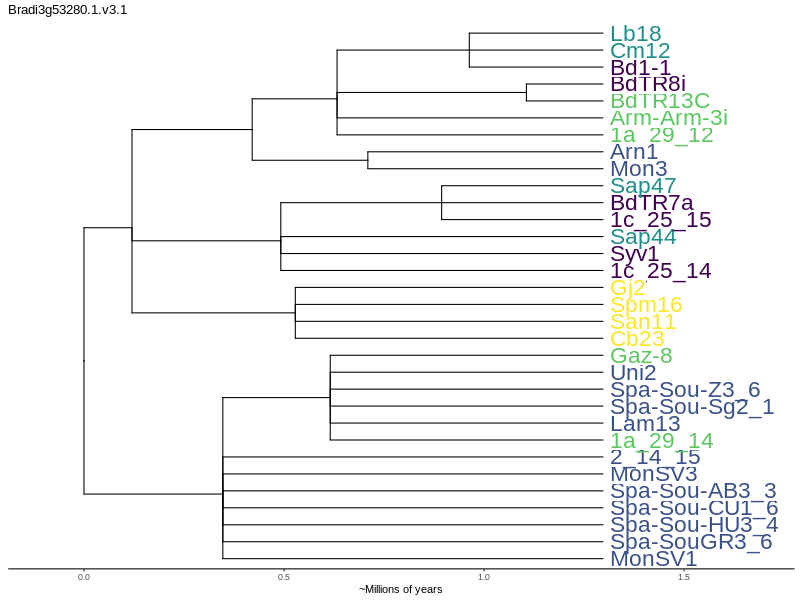 Bradi3g53280.1.v3.1
Lb18
Cm12
Bd1-1
BdTR8i
BdTR13C
Arm-Arm-3i
1a_29_12
Arn1
Mon3
Sap47
BdTR7a
1c_25_15
Sap44
Syv1
1c_25_14
Gj2
Spm16
San11
Cb23
Gaz-8
Uni2
Spa-Sou-Z3_6
Spa-Sou-Sg2_1
Lam13
1a_29_14
2_14_15
MonSV3
Spa-Sou-AB3_3
Spa-Sou-CU1_6
Spa-Sou-HU3_4
Spa-SouGR3_6
MonSV1
0.0 0.5 1.0 1.5
~Millions of years